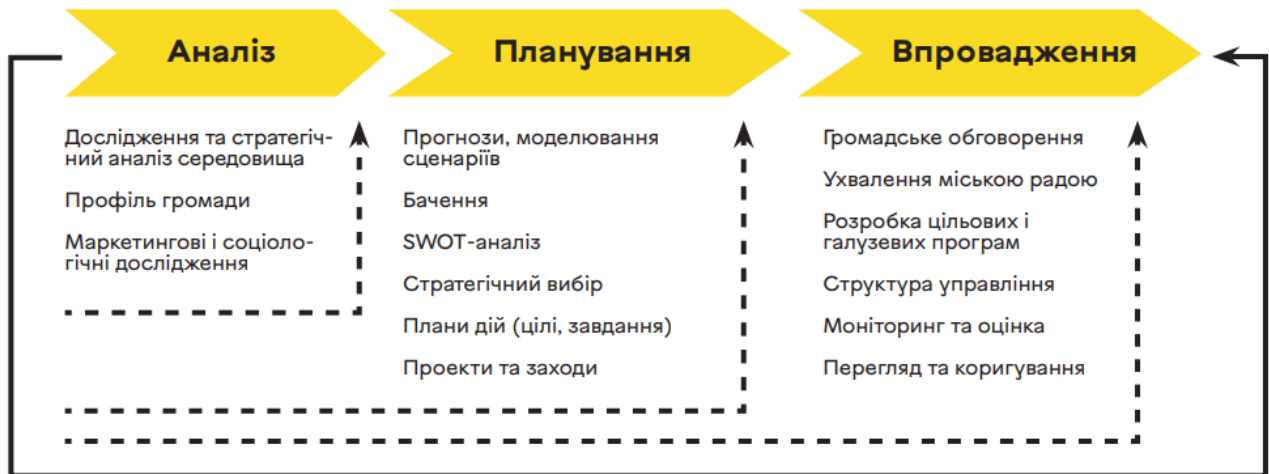 Аналіз
Дослідження та стратегіч-
ний аналіз середовища
Профіль громади
Маркетингові і соціоло-
гічні дослідження
Планування
Прогнози, моделювання
сценаріїв
Бачення
SWOT-аналіз
Стратегічний вибір
Плани дій (цілі, завдання)
Проекти та заходи
Впровадження
Громадське обговорення
Ухвалення міською радою
Розробка цільових і
галузевих програм
Структура управління
Моніторинг та оцінка
Перегляд та коригування